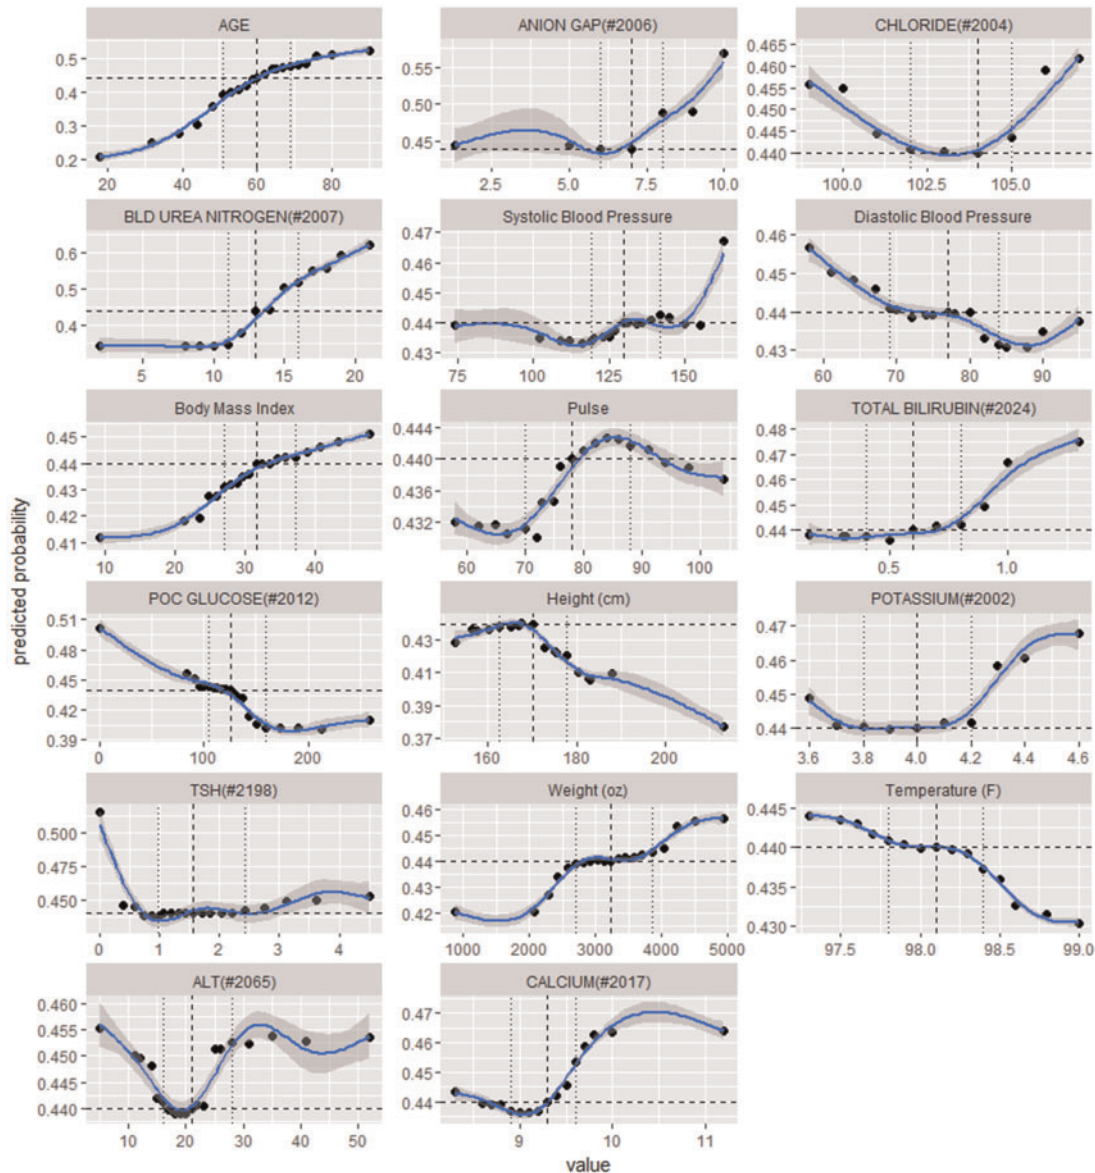 AGE
ANION GAP(#2006)
CHLORIDE(#2004)
0.5
0.4
0.3
0.2
20 40 60 80
0.55
0.50
0.45
2.5 5.0 7.5 10.0
0.465
0.460
0.455
0.450
0.445
0.440
100.0 102.5 105.0
BLD UREA NITROGEN(#2007)
Systolic Blood Pressure
Diastolic Blood Pressure
0.6
0.5
0.4
5 10 15 20
0.47
0.46
0.45
0.44
0.43
75 100 125 150
0.46
0.45
0.44
0.43
60 70 80 90
Body Mass Index
Pulse
TOTAL BILIRUBIN(#2024)
0.45
0.44
0.43
0.42
0.41
10 20 30 40
0.444
0.440
0.436
0.432
60 70 80 90 100
0.48
0.47
0.46
0.45
0.44
0.43
0.5 1.0
predicted probability
POC GLUCOSE(#2012)
Height (cm)
POTASSIUM(#2002)
0.51
0.48
0.45
0.42
0.39
0 100 200
0.43
0.41
0.39
0.37
160 180 200
0.47
0.46
0.45
0.44
3.6 3.8 4.0 4.2 4.4 4.6
TSH(#2198)
Weight (oz)
Temperature (F)
0.500
0.475
0.450
0 1 2 3 4
0.46
0.45
0.44
0.43
0.42
1000 2000 3000 4000 5000
0.445
0.440
0.435
0.430
97.5 98.0 98.5 99.0
ALT(#2065)
CALCIUM(#2017)
0.460
0.455
0.450
0.445
0.440
10 20 30 40 50
0.47
0.46
0.45
0.44
9 10 11
value